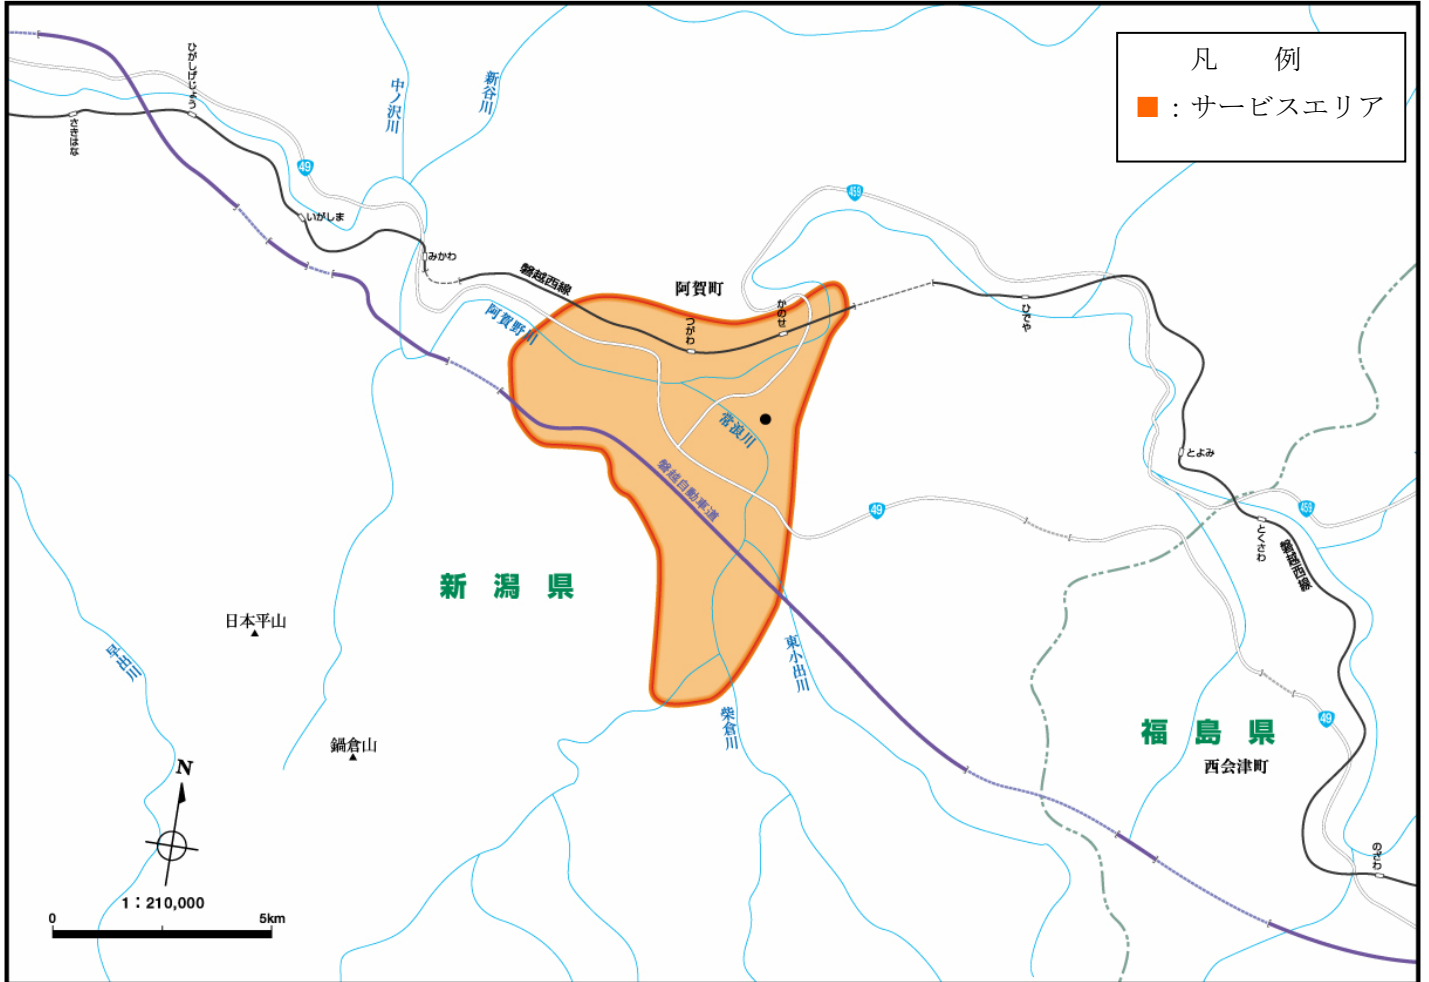 凡 例
■：サービスエリア
ひがしげじょう
さきはな
中ノ沢川
新谷川
49
いがしま
みかわ
459
磐越西線
阿賀町
阿賀野川
つがわ
かのせ
ひでや
常浪川
磐越自動車道
49
とよみ
459
とくさわ
磐越西線
新潟県
日本平山
早出川
東小出川
柴倉川
鍋倉山
49
福島県
西会津町
のざわ
N
1：210,000
0 5km